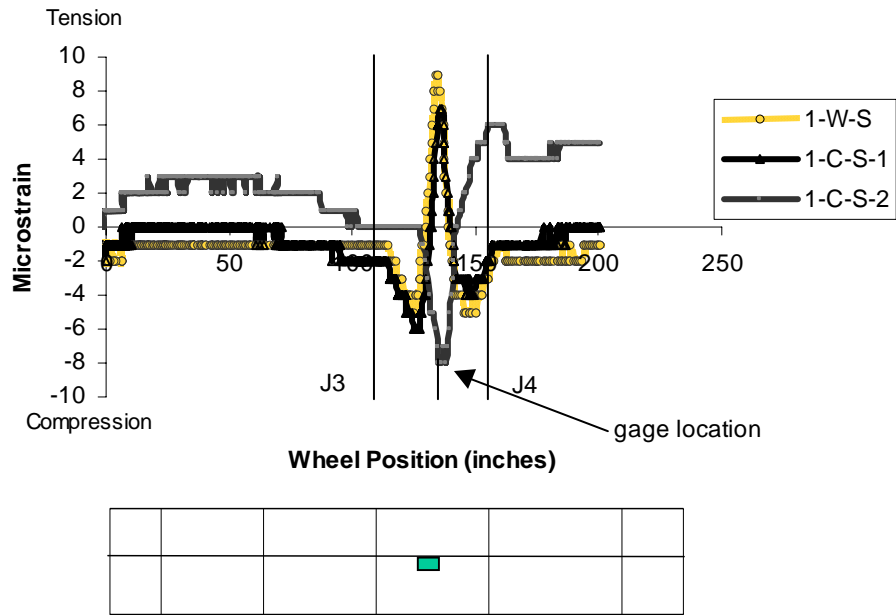 Tension
10
8
6
4
2
0
-2
-4
-6
-8
-10
Microstrain
0
50
100
150
200
250
J3
J4
Compression
gage location
Wheel Position (inches)
1-W-S
1-C-S-1
1-C-S-2